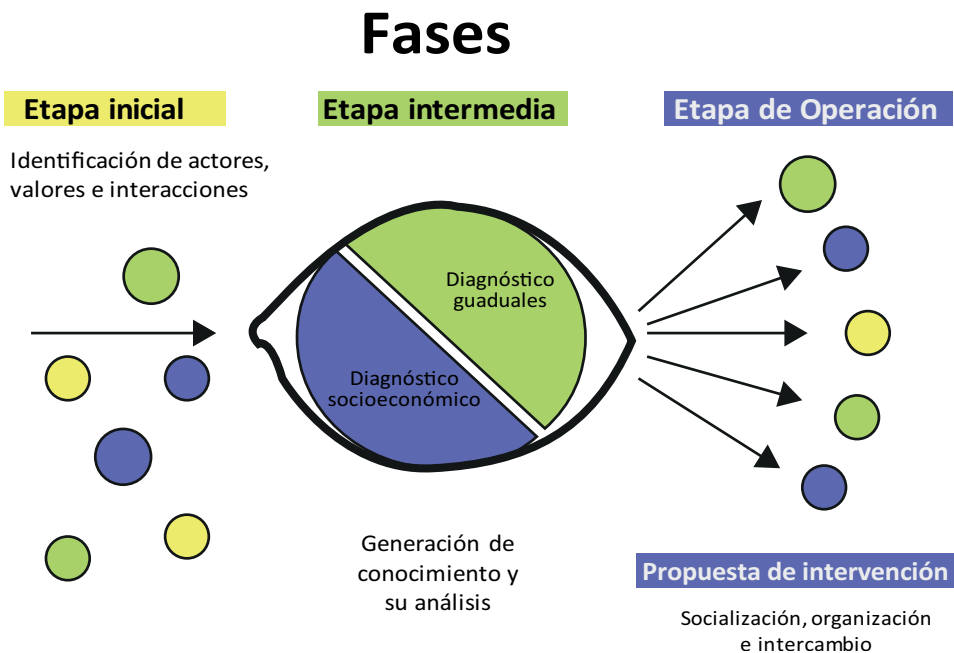 Fases
Etapa inicial
Identificación de actores,
valores e interacciones
Etapa intermedia
Diagnóstico
guaduales
Diagnóstico
socioeconómico
Generación de
conocimiento y
su análisis
Etapa de Operación
Propuesta de intervención
Socialización, organización
e intercambio